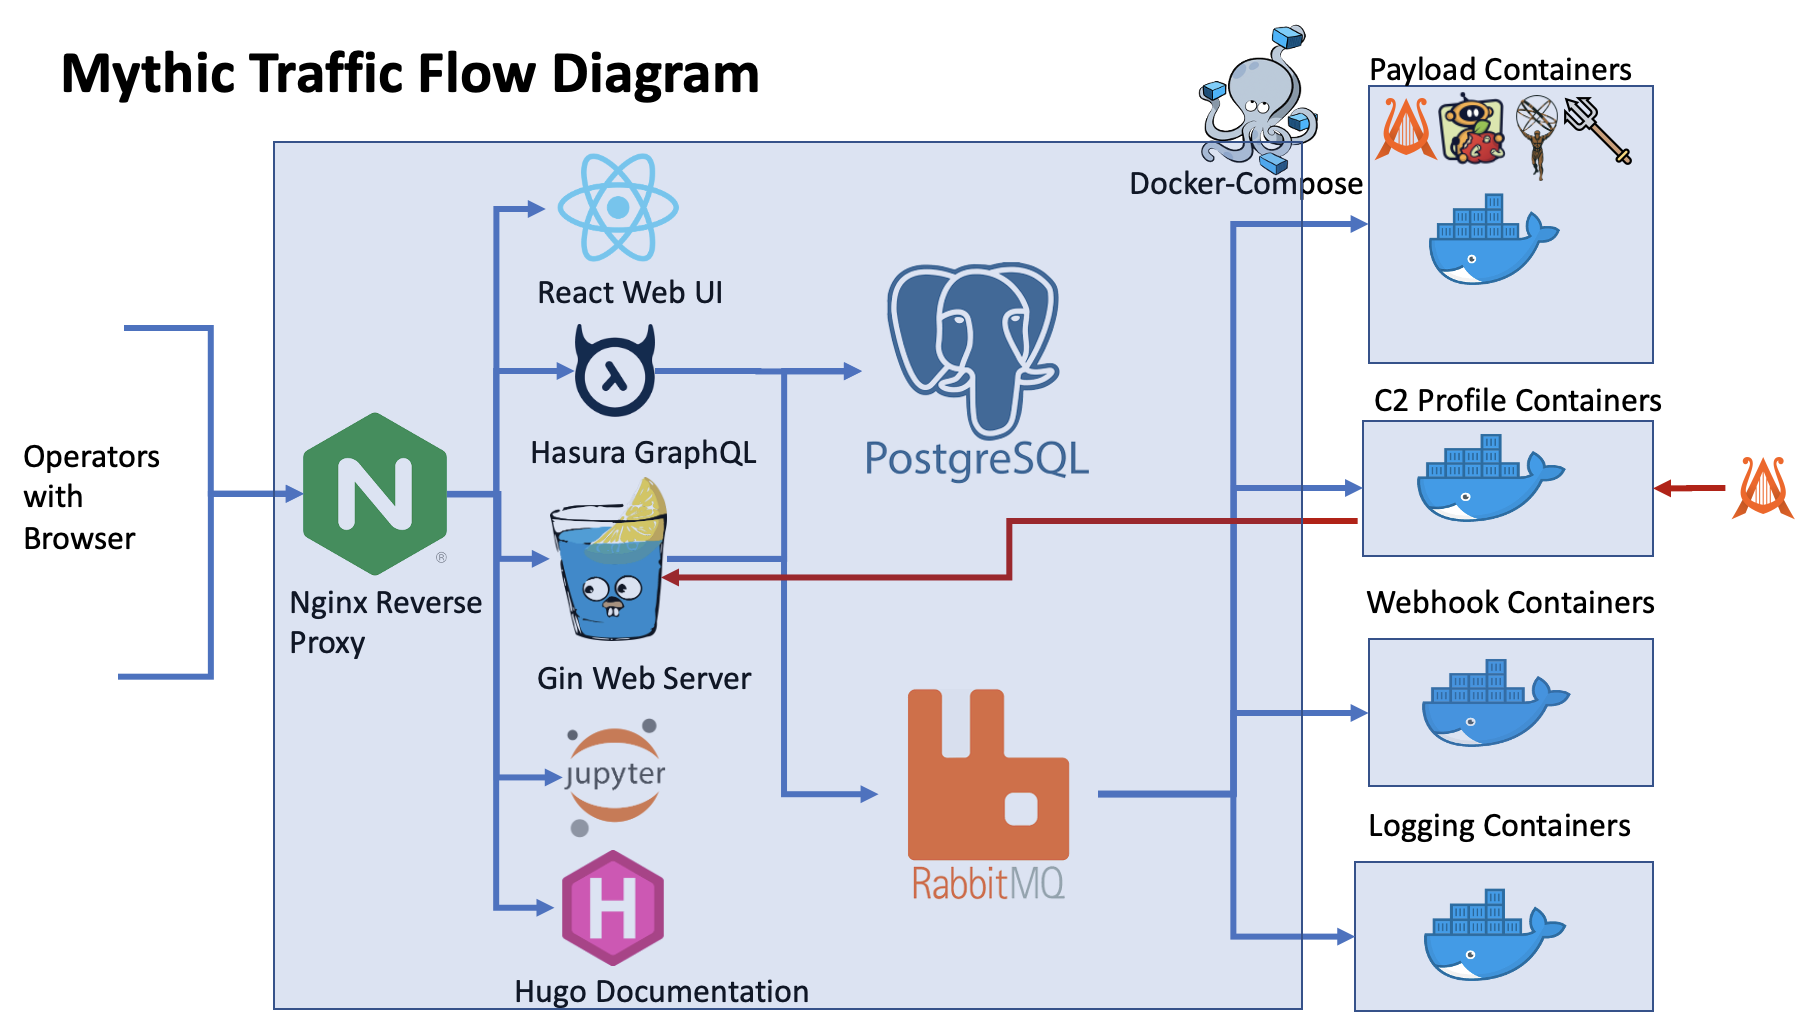 Mythic Traffic Flow Diagram
Payload Containers
Docker-Compose
React Web UI
C2 Profile Containers
Operators
with
Browser
Hasura GraphQL
PostgreSQL
N
®
Nginx Reverse
Proxy
Webhook Containers
Gin Web Server
jupyter
Logging Containers
RabbitMQ
H
Hugo Documentation